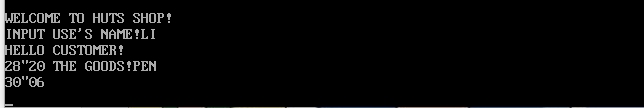 WELCOME TO HUTS SHOP!
INPUT USE'S NAME!LI
HELLO CUSTOMER!
28"20 THE GOODS!PEN
30"06
_